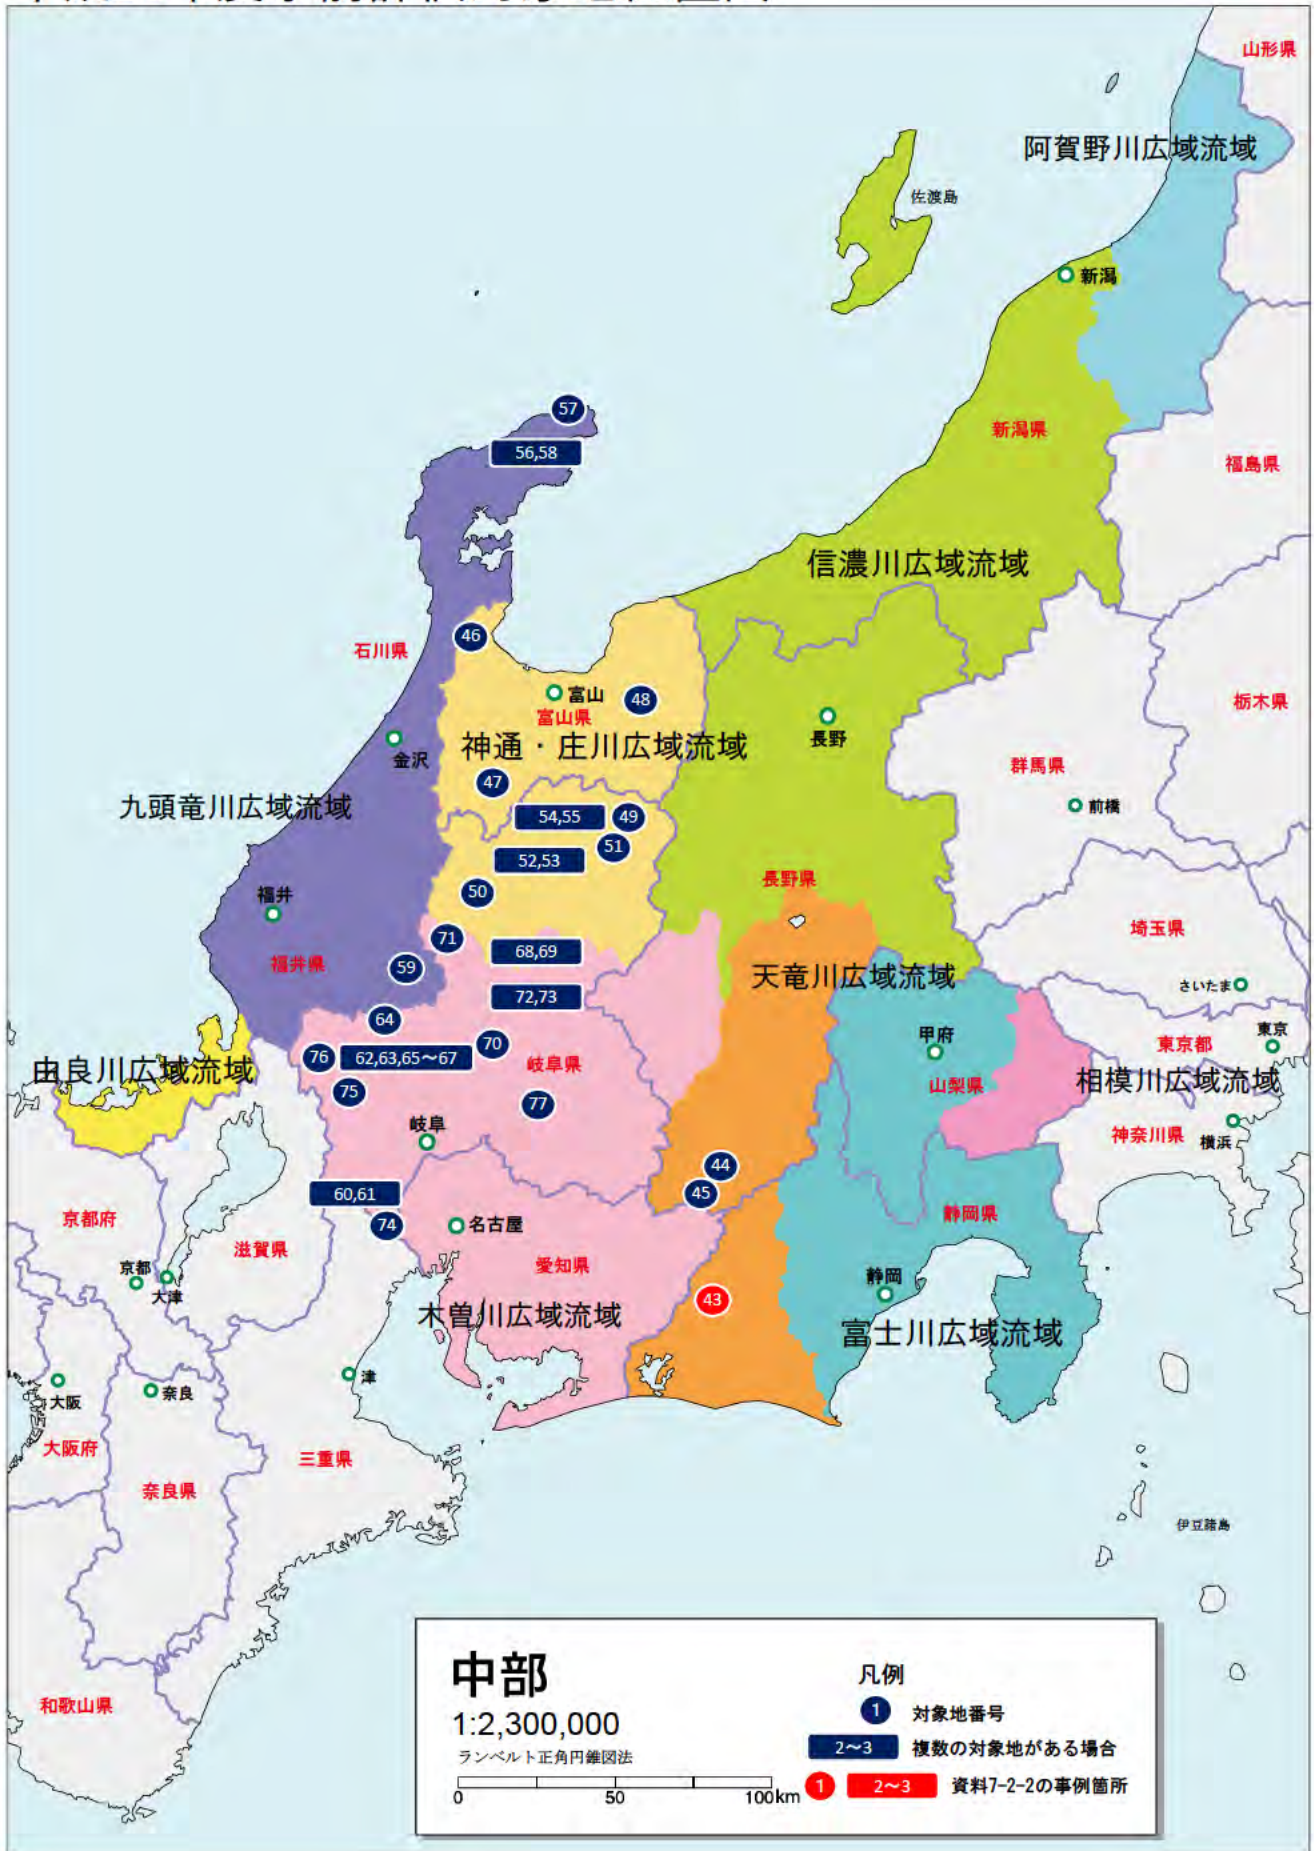 山形県
阿賀野川広域流域
佐渡島
新潟
57
新潟県
56,58
福島県
信濃川広域流域
46
石川県
富山
48
富山県
栃木県
長野
金沢
神通・庄川広域流域
群馬県
47
前橋
九頭竜川広域流域
54,55
49
51
52,53
長野県
50
福井
埼玉県
71
68,69
59
福井県
天竜川広域流域
さいたま
72,73
64
甲府
東京
70
東京都
76
62,63,65～67
岐阜県
由良川広域流域
山梨県
相模川広域流域
75
77
岐阜
神奈川県
横浜
44
60,61
45
京都府
74
名古屋
静岡県
滋賀県
愛知県
京都
大津
静岡
43
木曽川広域流域
富士川広域流域
津
大阪
奈良
大阪府
三重県
奈良県
伊豆諸島
和歌山県
中部
1:2,300,000
ランベルト正角円錐図法
0 50 100km
凡例
1 対象地番号
2～3 複数の対象地がある場合
1 2～3 資料7-2-2の事例箇所